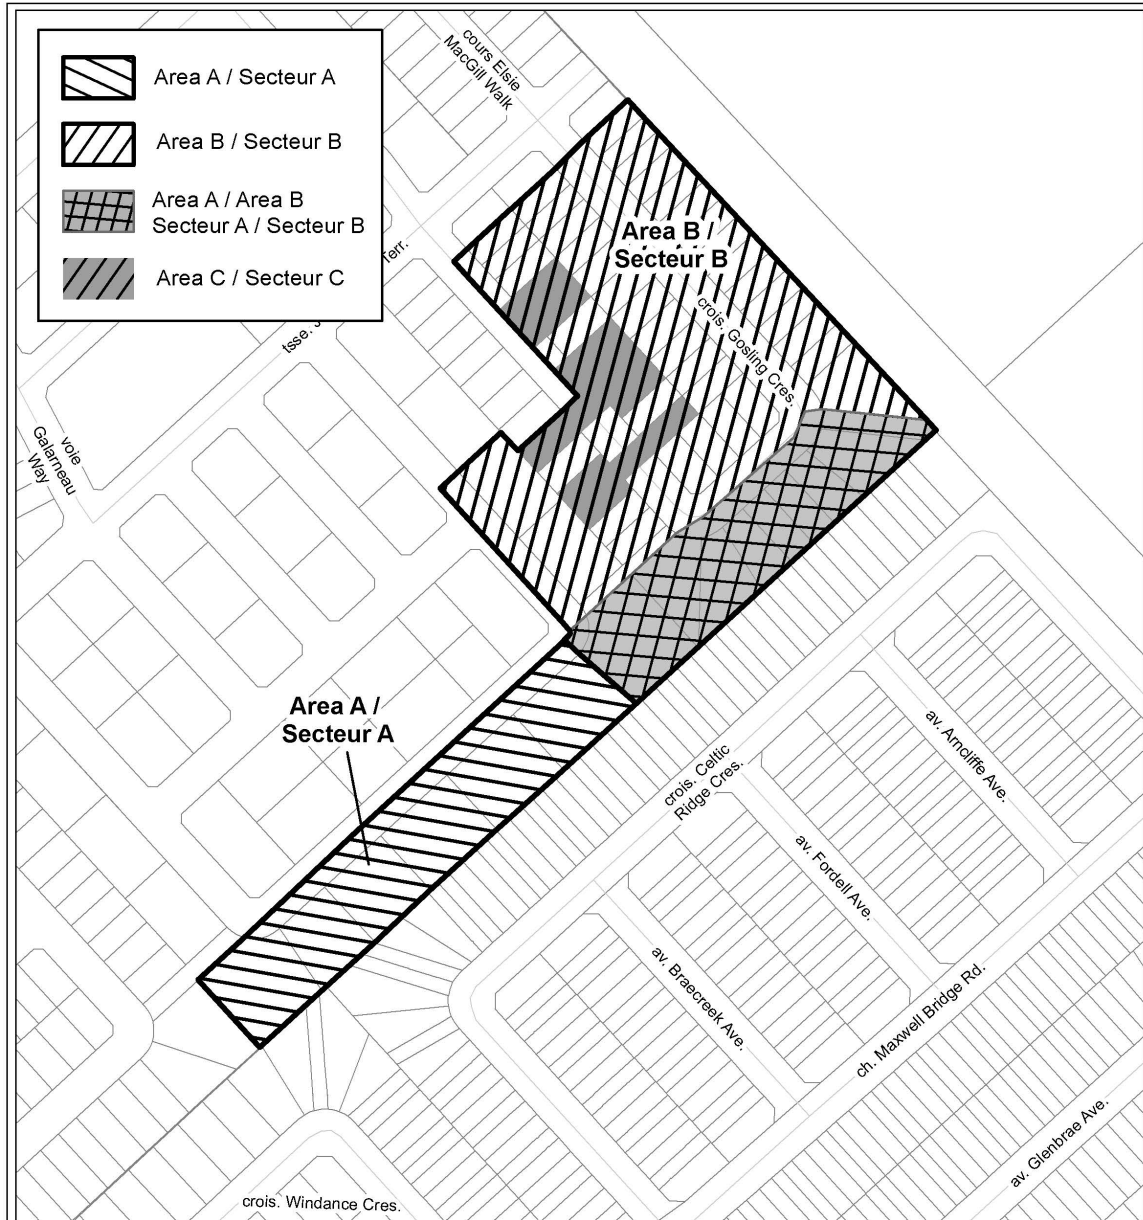 Area A / Secteur A
Area B / Secteur B
Area A / Area B
Secteur A / Secteur B
Area C / Secteur C
cours Elsie
MacGill Walk
Terr.
tsse.
Area B /
Secteur B
crois. Gosling Cres.
voie
Galarneau
Way
Area A /
Secteur A
crois. Celtic
Ridge Cres.
av. Arncliffe Ave.
av. Fordell Ave.
av. Braecreek Ave.
ch. Maxwell Bridge Rd.
av. Glenbrae Ave.
crois. Windance Cres.